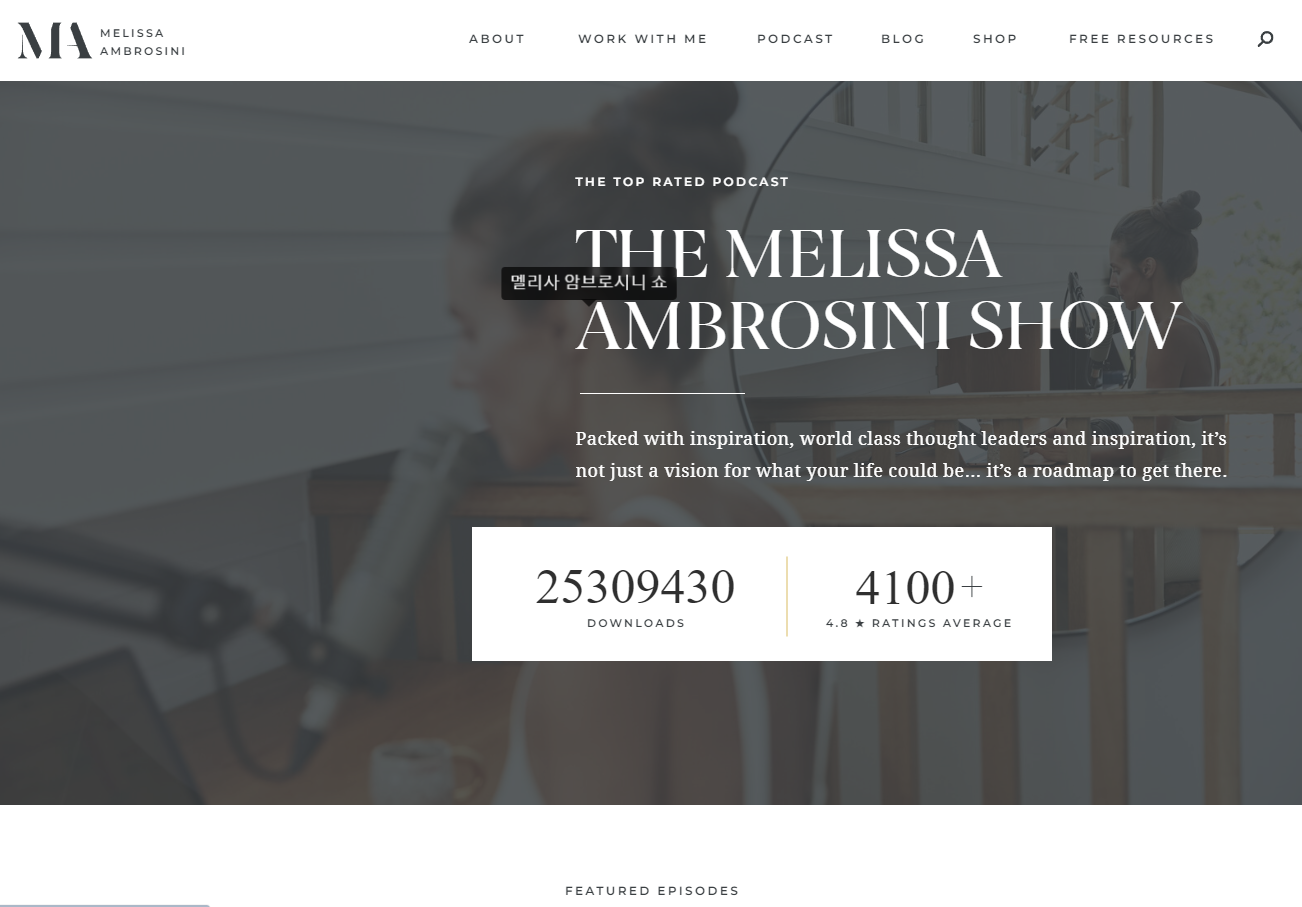 MELISSA
AMBROSINI
ABOUT
WORK WITH ME
PODCAST
BLOG
SHOP
FREE RESOURCES
THE TOP RATED PODCAST
THE MELISSA
멜리사 암브로시니 쇼
AMBROSINI SHOW
Packed with inspiration, world class thought leaders and inspiration, it’s
not just a vision for what your life could be... it’s a roadmap to get there.
25309430
DOWNLOADS
4100+
4.8 ★ RATINGS AVERAGE
FEATURED EPISODES